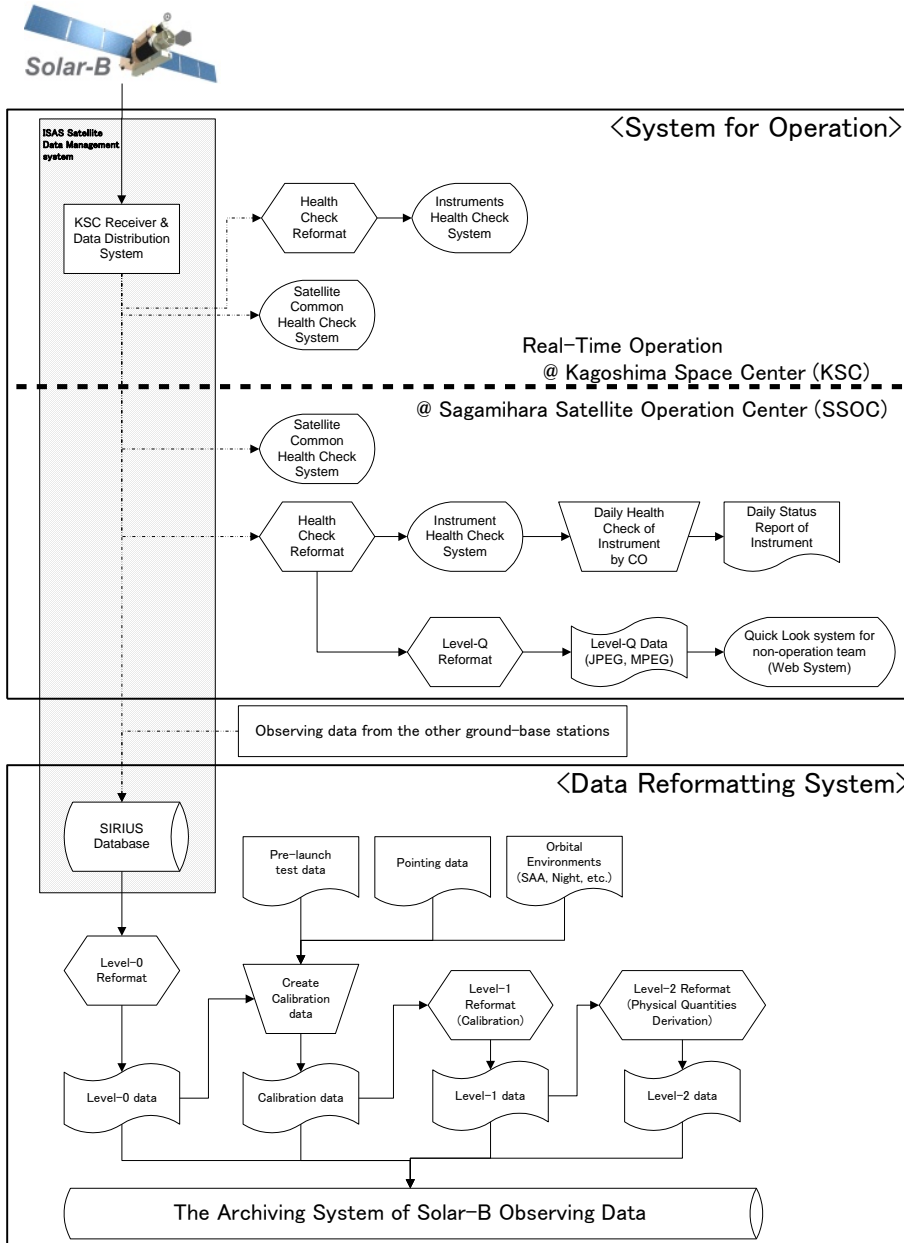 Solar-B
ISAS Satellite
Data Management
system
<System for Operation>
KSC Receiver &
Data Distribution
System
Health
Check
Reformat
Instruments
Health Check
System
Satellite
Common
Health Check
System
Real-Time Operation
@ Kagoshima Space Center (KSC)
@ Sagamihara Satellite Operation Center (SSOC)
Satellite
Common
Health Check
System
Health
Check
Reformat
Instrument
Health Check
System
Daily Health
Check of
Instrument
by CO
Daily Status
Report of
Instrument
Level-Q
Reformat
Level-Q Data
(JPEG, MPEG)
Quick Look system for
non-operation team
(Web System)
Observing data from the other ground-base stations
<Data Reformatting System>
SIRIUS
Database
Pre-launch
test data
Pointing data
Orbital
Environments
(SAA, Night, etc.)
Level-0
Reformat
Create
Calibration
data
Level-1
Reformat
(Calibration)
Level-2 Reformat
(Physical Quantities
Derivation)
Level-0 data
Calibration data
Level-1 data
Level-2 data
The Archiving System of Solar-B Observing Data